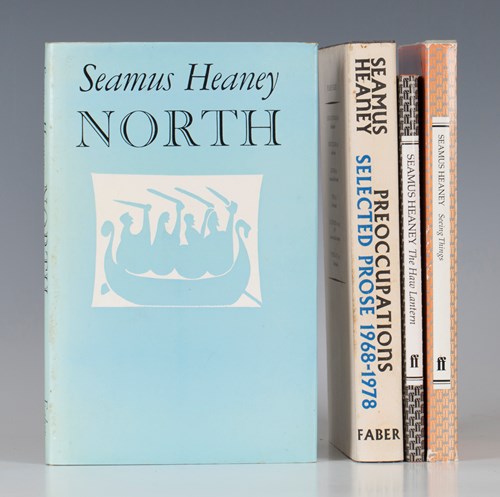 Seamus Heaney
NORTH
NORTH
SEAMUS
HEANEY
PREOCCUPATIONS
SELECTED PROSE 1968-1978
FABER
SEAMUS HEANEY The Haw Lantern
ff
SEAMUS HEANEY Seeing Things
ff